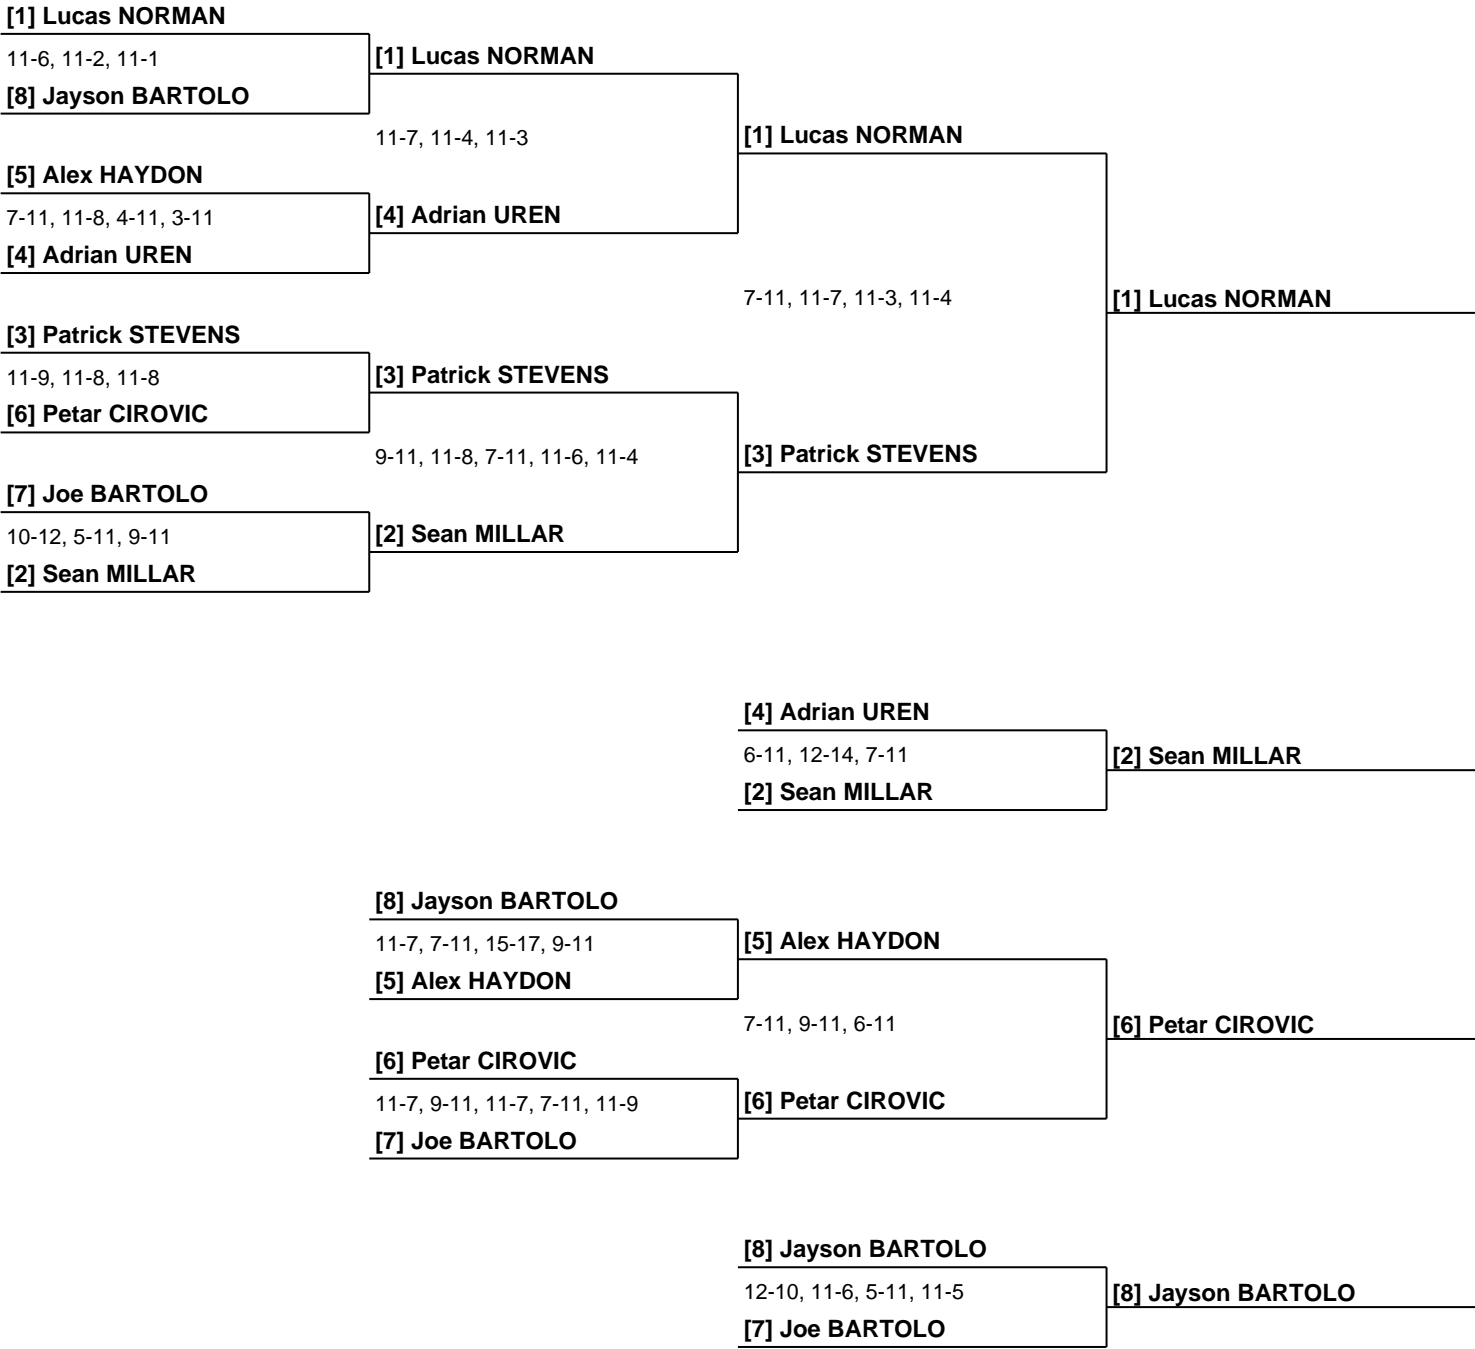 [1] Lucas NORMAN
11-6, 11-2, 11-1
[8] Jayson BARTOLO
[1] Lucas NORMAN
11-7, 11-4, 11-3
[5] Alex HAYDON
7-11, 11-8, 4-11, 3-11
[4] Adrian UREN
[4] Adrian UREN
[1] Lucas NORMAN
7-11, 11-7, 11-3, 11-4
[1] Lucas NORMAN
[3] Patrick STEVENS
11-9, 11-8, 11-8
[6] Petar CIROVIC
[3] Patrick STEVENS
9-11, 11-8, 7-11, 11-6, 11-4
[3] Patrick STEVENS
[7] Joe BARTOLO
10-12, 5-11, 9-11
[2] Sean MILLAR
[2] Sean MILLAR
[4] Adrian UREN
6-11, 12-14, 7-11
[2] Sean MILLAR
[2] Sean MILLAR
[8] Jayson BARTOLO
11-7, 7-11, 15-17, 9-11
[5] Alex HAYDON
[5] Alex HAYDON
7-11, 9-11, 6-11
[6] Petar CIROVIC
[6] Petar CIROVIC
11-7, 9-11, 11-7, 7-11, 11-9
[7] Joe BARTOLO
[6] Petar CIROVIC
[8] Jayson BARTOLO
12-10, 11-6, 5-11, 11-5
[7] Joe BARTOLO
[8] Jayson BARTOLO